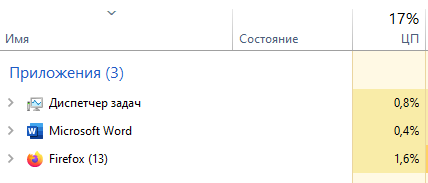 17%
Имя Состояние ЦП
Приложения (3)
Диспетчер задач 0,8%
Microsoft Word 0,4%
Firefox (13) 1,6%